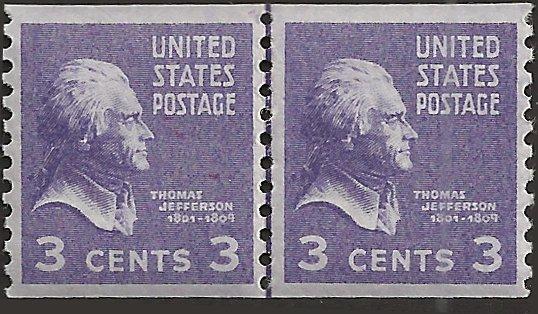 UNITED
STATES
POSTAGE
THOMAS
JEFFERSON
1801-1809
3 CENTS 3
UNITED
STATES
POSTAGE
THOMAS
JEFFERSON
1801-1809
3 CENTS 3